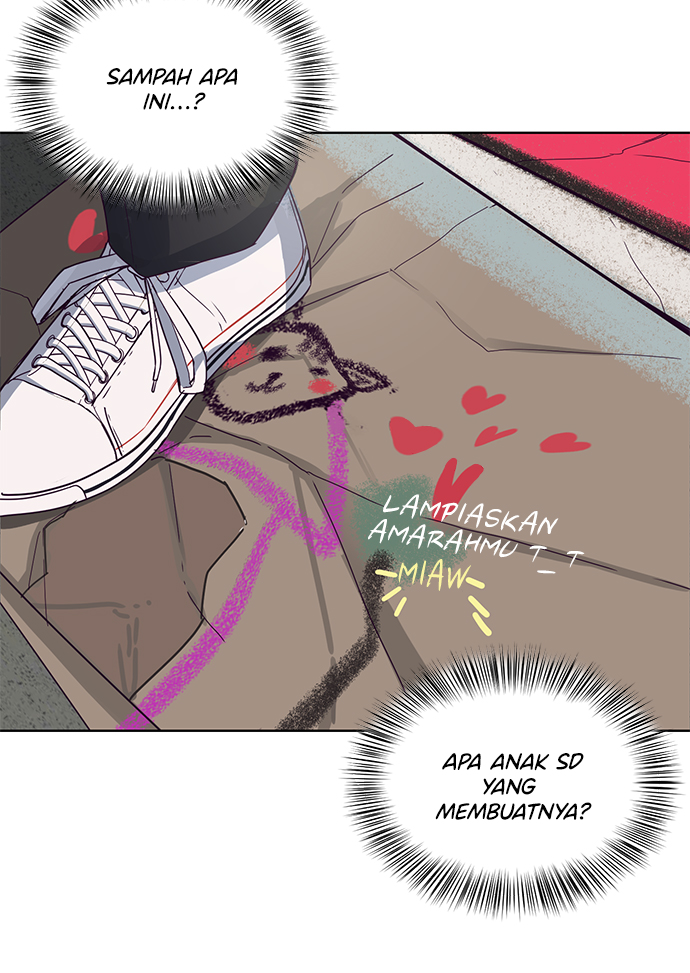 SAMPAH APA
INI...?
LAMPIASKAN
AMARAHMU T_T
MIAW
APA ANAK SD
YANG
MEMBUATNYA?